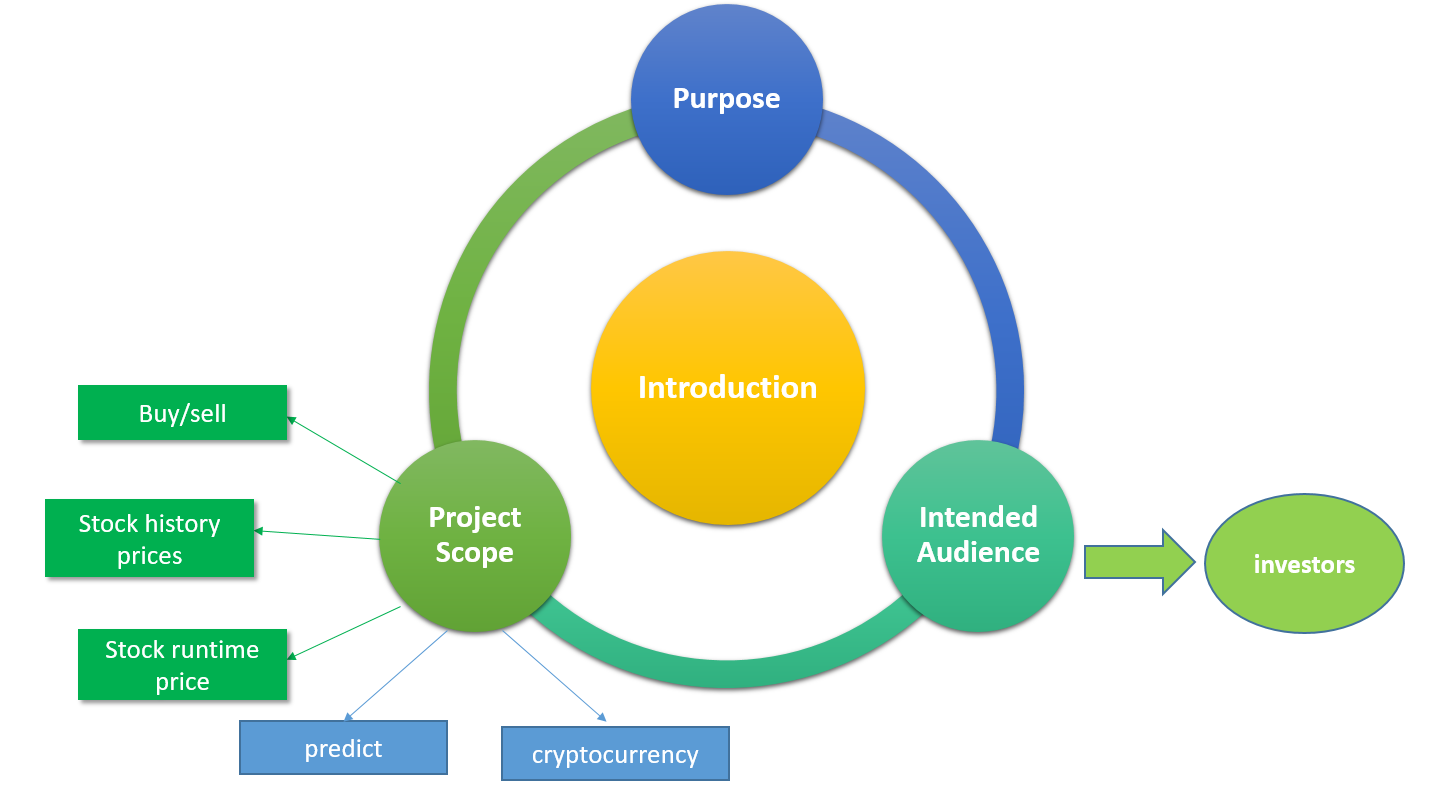 Purpose
Introduction
Buy/sell
Stock history
prices
Project
Scope
Intended
Audience
investors
Stock runtime
price
predict
cryptocurrency